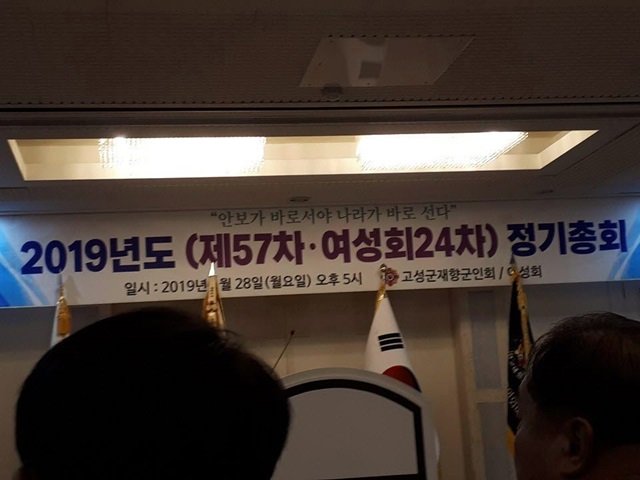 "안보가 바로서야 나라가 바로 선다"
2019년도 (제57차·여성회24차) 정기총회
일시 : 2019년 월 28일(월요일) 오후 5시 고성군재향군인회 / 여성회